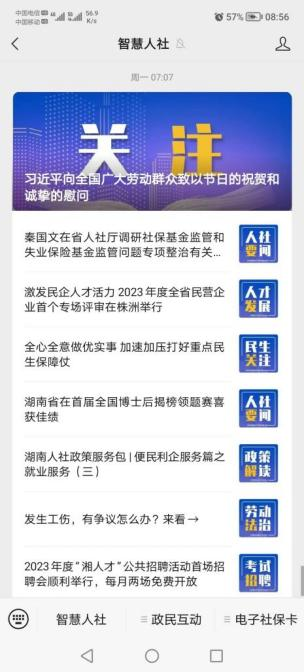 中国电信
中国移动
56.9
K/s
57%
08:56
智慧人社
周一 07:07
关注
习近平向全国广大劳动群众致以节日的祝贺和
诚挚的慰问
秦国文在省人社厅调研社保基金监管和
失业保险基金监管问题专项整治有关...
人社
要闻
激发民企人才活力 2023年度全省民营企
业首个专场评审在株洲举行
人才
发展
全心全意做优实事 加速加压打好重点民
生保障仗
民生
关注
湖南省在首届全国博士后揭榜领题赛喜
获佳绩
人社
要闻
湖南人社政策服务包 | 便民利企服务篇之
就业服务（三）
政策
解读
发生工伤，有争议怎么办？来看→
劳动
法治
2023年度“湘人才”公共招聘活动首场招
聘会顺利举行，每月两场免费开放
考试
招聘
智慧人社
政民互动
电子社保卡